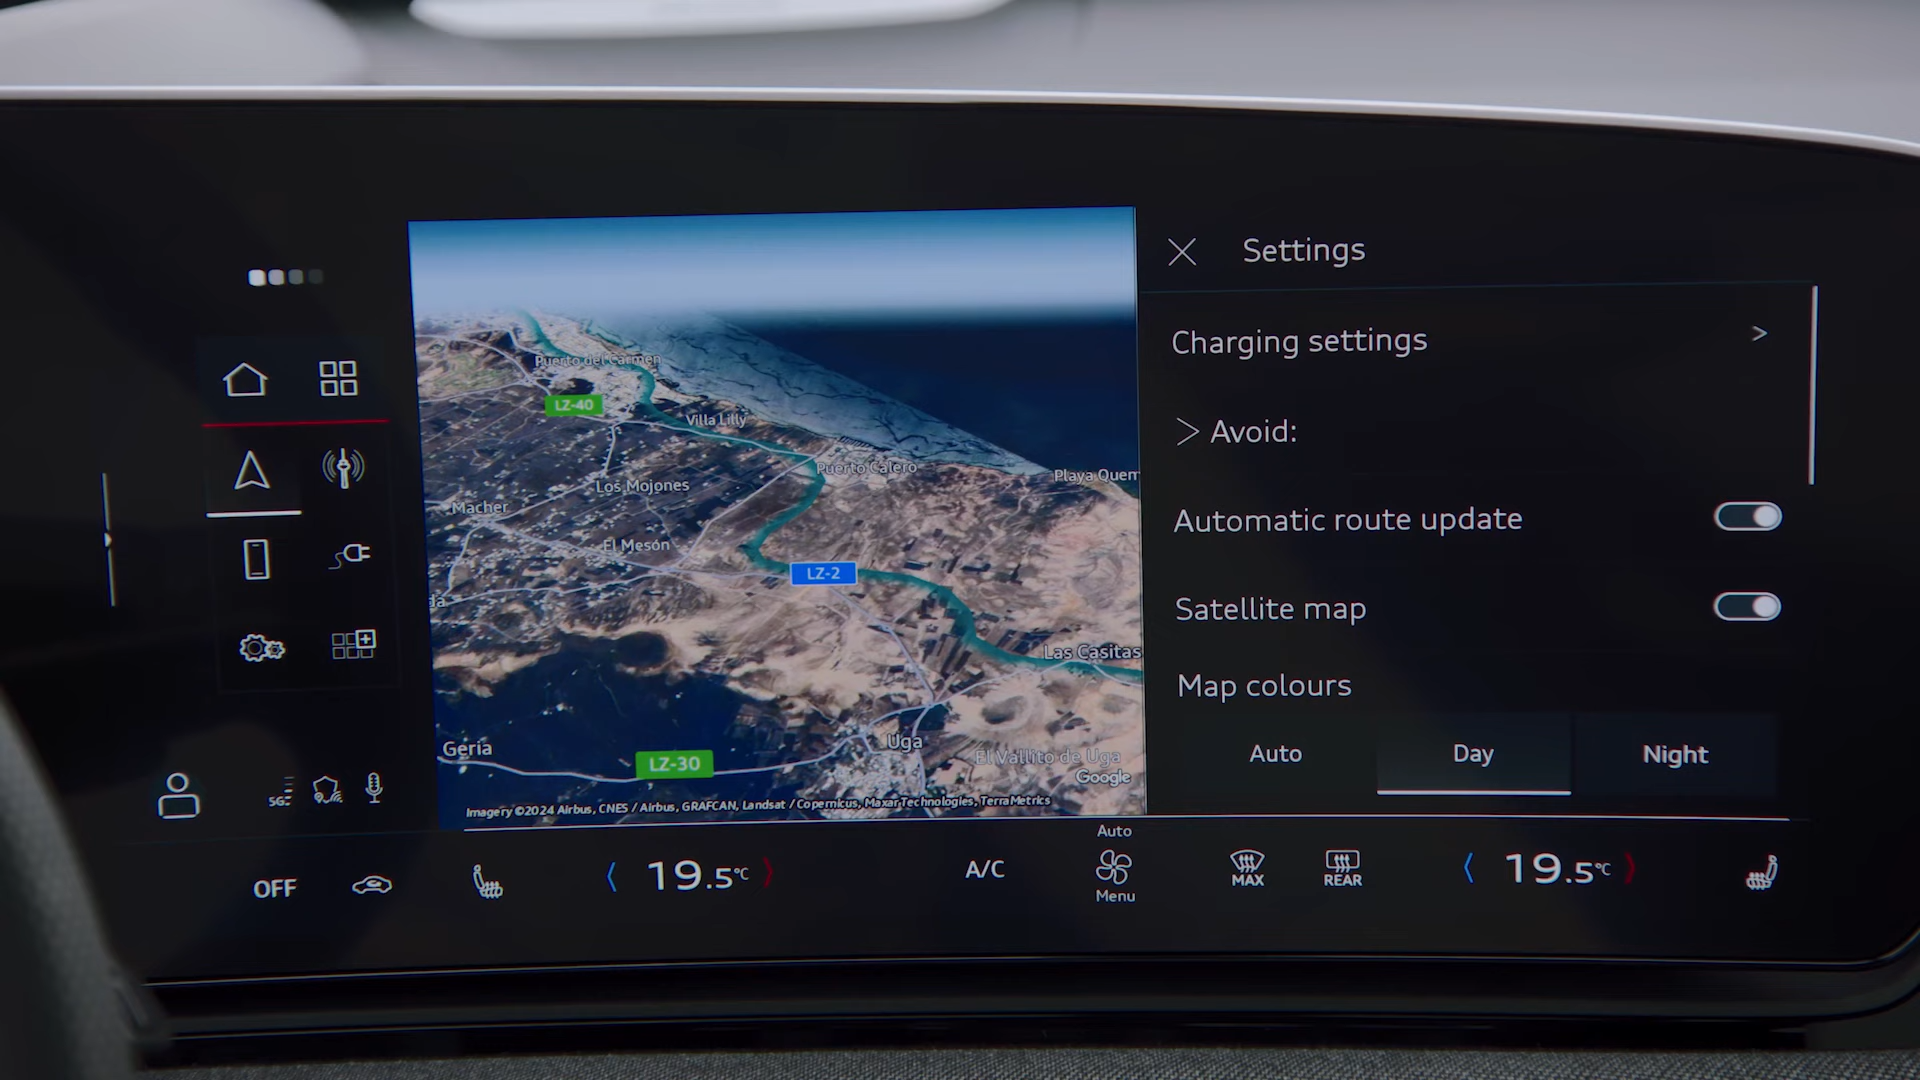 Settings
Charging settings
Avoid:
Automatic route update
Satellite map
Map colours
Auto
Day
Night
Puerto del Carmen
LZ-40
Villa Lilly
Puerto Calero
Playa Quem
Los Mojones
Macher
El Mesón
LZ-2
da
Las Casitas
Geria
LZ-30
Uga
El Vallito de Uga
Google
Imagery ©2024 Airbus, CNES / Airbus, GRAFCAN, Landsat / Copernicus, Maxar Technologies, TerraMetrics
5G
OFF
19.5°C
A/C
Auto
Menu
MAX
REAR
19.5°C